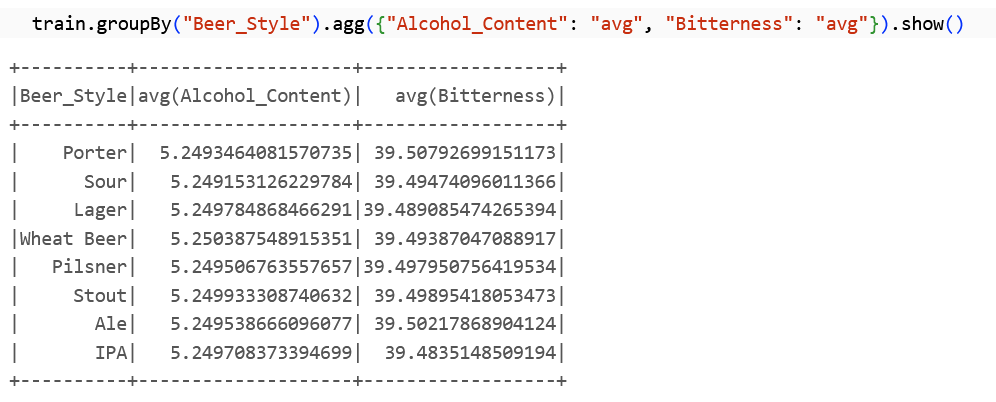 train.groupBy("Beer_Style").agg({"Alcohol_Content": "avg", "Bitterness": "avg"}).show()
+----------+--------------------+-----------------+
|Beer_Style|avg(Alcohol_Content)|  avg(Bitterness)|
+----------+--------------------+-----------------+
|    Porter|  5.2493464081570735| 39.50792699151173|
|      Sour|   5.249153126229784| 39.49474096011366|
|     Lager|   5.249784868466291|39.489085474265394|
|Wheat Beer|   5.250387548915351| 39.49387047088917|
|   Pilsner|   5.249506763557657|39.497950756419534|
|     Stout|   5.249933308740632| 39.49895418053473|
|       Ale|   5.249538666096077| 39.50217868904124|
|       IPA|   5.249708373394699|  39.4835148509194|
+----------+--------------------+-----------------+